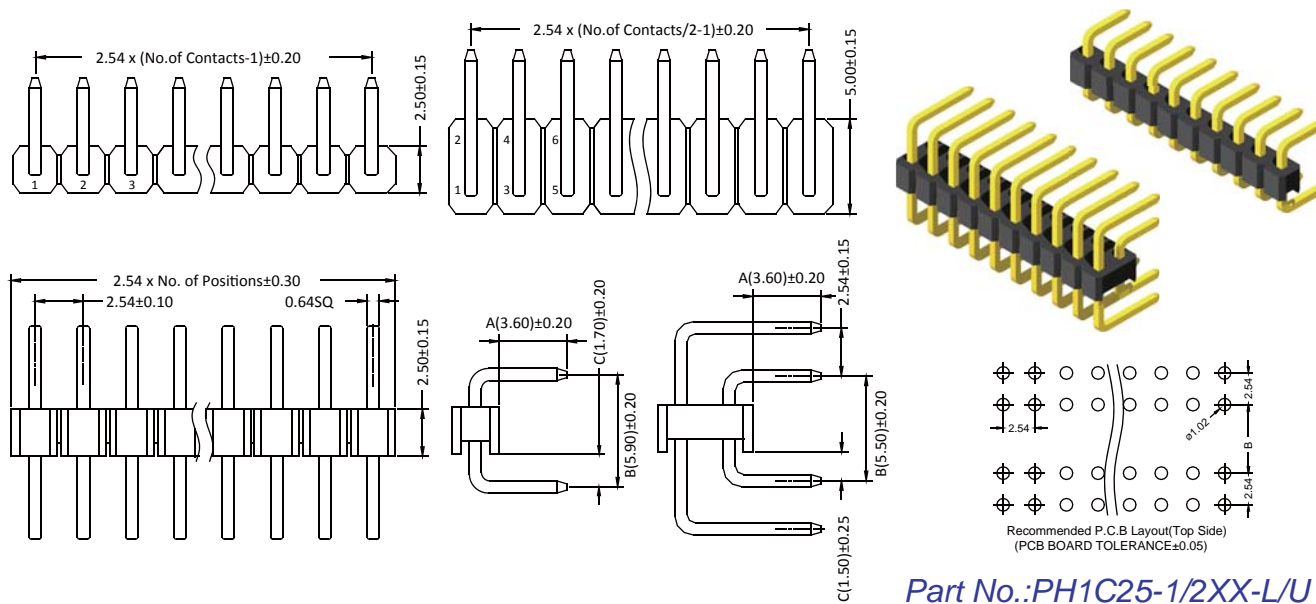 2.54 x (No.of Contacts-1)±0.20
2.50±0.15
1 2 3
2.54 x (No.of Contacts/2-1)±0.20
5.00±0.15
2 4 6
1 3 5
2.54 x No. of Positions±0.30
2.54±0.10
0.64SQ
2.50±0.15
A(3.60)±0.20
C(1.70)±0.20
B(5.90)±0.20
A(3.60)±0.20
2.54±0.15
B(5.50)±0.20
C(1.50)±0.25
2.54
2.54
ø1.02
B
2.54
Recommended P.C.B Layout(Top Side)
(PCB BOARD TOLERANCE±0.05)
Part No.:PH1C25-1/2XX-L/U